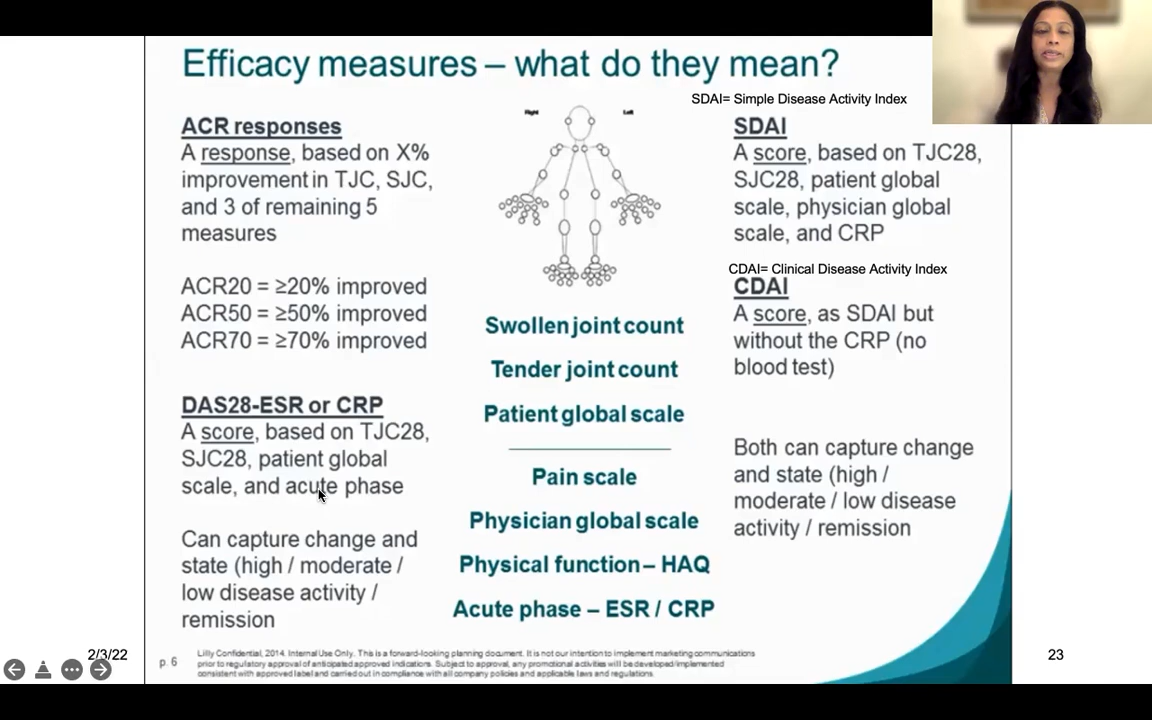 Efficacy measures – what do they mean?
SDAI= Simple Disease Activity Index
ACR responses
A response, based on X%
improvement in TJC, SJC,
and 3 of remaining 5
measures
ACR20 = ≥20% improved
ACR50 = ≥50% improved
ACR70 = ≥70% improved
DAS28-ESR or CRP
A score, based on TJC28,
SJC28, patient global
scale, and acute phase
Can capture change and
state (high / moderate /
low disease activity /
remission
Right
Left
Swollen joint count
Tender joint count
Patient global scale
Pain scale
Physician global scale
Physical function – HAQ
Acute phase – ESR / CRP
SDAI
A score, based on TJC28,
SJC28, patient global
scale, physician global
scale, and CRP
CDAI= Clinical Disease Activity Index
CDAI
A score, as SDAI but
without the CRP (no
blood test)
Both can capture change
and state (high /
moderate / low disease
activity / remission
2/3/22
p. 6
Lilly Confidential, 2014. Internal Use Only. This is a forward-looking planning document. It is not our intention to implement marketing communications
prior to regulatory approval of anticipated approved indications. Subject to approval, any promotional activities will be developed/implemented
consistent with approved label and carried out in compliance with all company policies and applicable laws and regulations.
23